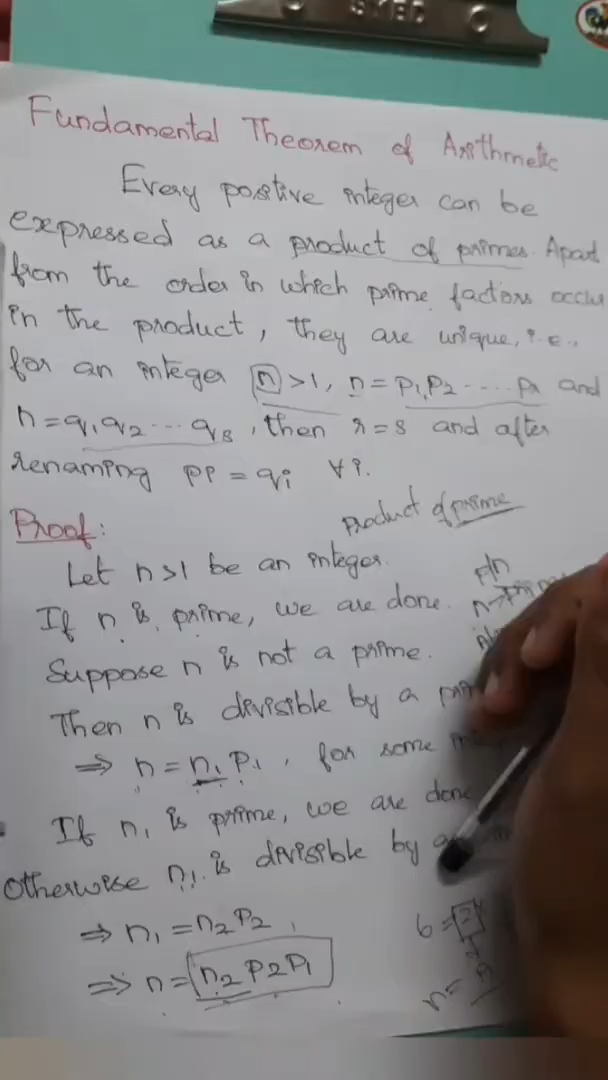 SMED
Fundamental Theorem of Arithmetic
Every positive integer can be
expressed as a product of primes. Apart
from the order in which prime factors occur
in the product, they are unique, i.e.,
for an integer n>1, n=p₁p₂.....pr and
n=q₁q₂...qs, then r=s and after
renaming pi = qi ∀i.
Proof:
Product of prime
Let n>1 be an integer.
p|n
If n is prime, we are done.
n→
Suppose n is not a prime.
Then n is divisible by a
⇒ n=n₁P₁, for some
If n₁ is prime, we are done
Otherwise n₁ is divisible by
⇒ n₁=n₂P₂
6=2
⇒ n=n₂P₂P₁
n=